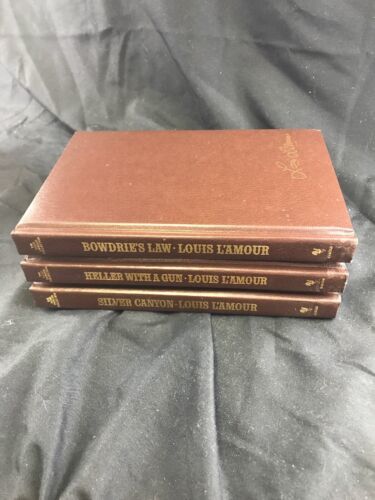 BOWDRIE'S LAW · LOUIS L'AMOUR
HELLER WITH A GUN · LOUIS L'AMOUR
SILVER CANYON · LOUIS L'AMOUR